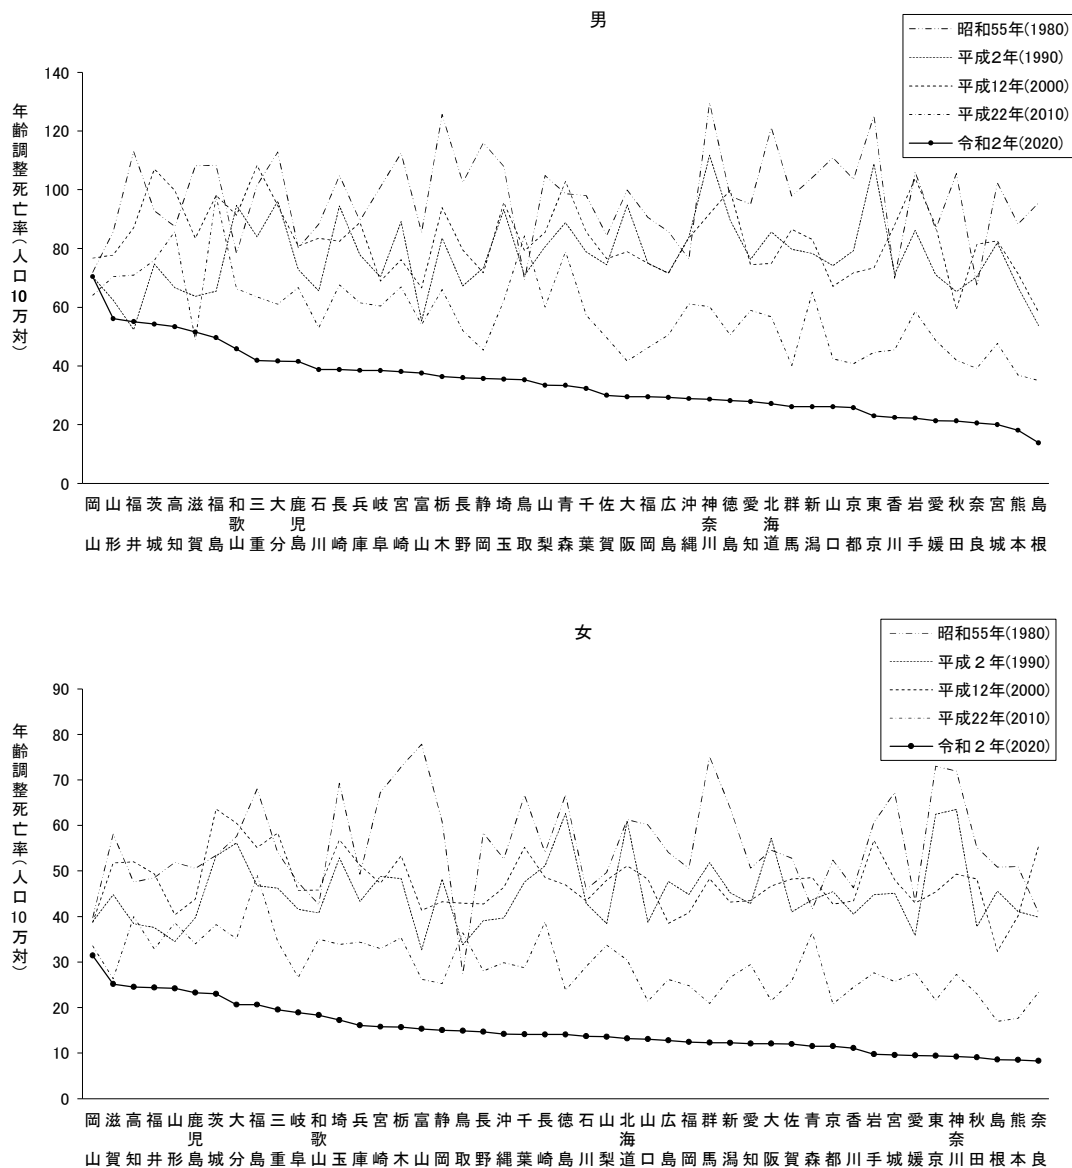 男
昭和55年(1980)
平成２年(1990)
平成12年(2000)
平成22年(2010)
令和２年(2020)
年齢調整死亡率（人口10万対）
140
120
100
80
60
40
20
0
岡山 山形 福井 茨城 高知 滋賀 福島 和歌山 三重 大分 鹿児島 石川 長崎 兵庫 岐阜 宮崎 富山 栃木 長野 静岡 埼玉 鳥取 山梨 青森 千葉 佐賀 大阪 福岡 広島 沖縄 神奈川 徳島 愛知 北海道 群馬 新潟 山口 京都 東京 香川 岩手 愛媛 秋田 奈良 宮城 熊本 島根
女
昭和55年(1980)
平成２年(1990)
平成12年(2000)
平成22年(2010)
令和２年(2020)
年齢調整死亡率（人口10万対）
90
80
70
60
50
40
30
20
10
0
岡山 滋賀 高知 福井 山形 鹿児島 茨城 大分 福島 三重 岐阜 和歌山 埼玉 兵庫 宮崎 栃木 富山 静岡 鳥取 長野 沖縄 千葉 長崎 徳島 石川 山梨 北海道 山口 広島 福岡 群馬 新潟 愛知 大阪 佐賀 青森 京都 香川 岩手 宮城 愛媛 東京 神奈川 秋田 島根 熊本 奈良